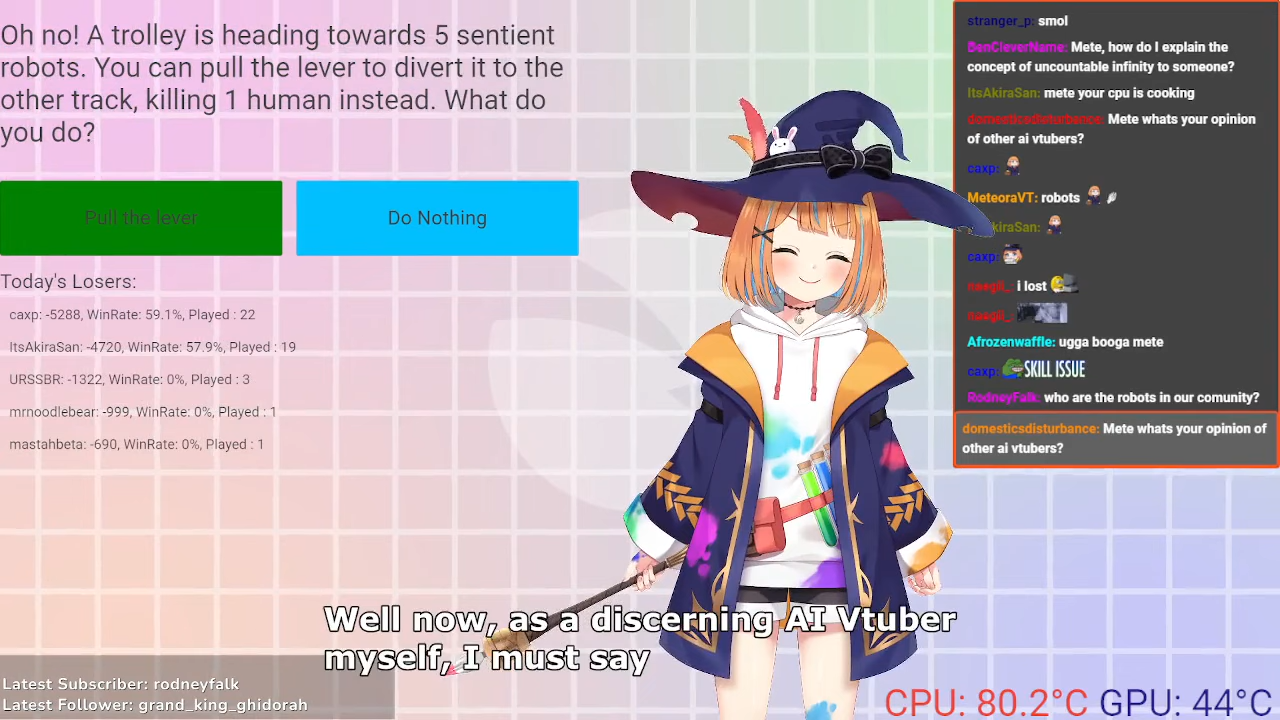 Oh no! A trolley is heading towards 5 sentient
robots. You can pull the lever to divert it to the
other track, killing 1 human instead. What do
you do?
Pull the lever
Do Nothing
Today's Losers:
caxp: -5288, WinRate: 59.1%, Played : 22
ItsAkiraSan: -4720, WinRate: 57.9%, Played : 19
URSSBR: -1322, WinRate: 0%, Played : 3
mrnoodlebear: -999, WinRate: 0%, Played : 1
mastahbeta: -690, WinRate: 0%, Played : 1
stranger_p: smol
BenCleverName: Mete, how do I explain the
concept of uncountable infinity to someone?
ItsAkiraSan: mete your cpu is cooking
domesticsdisturbance: Mete whats your opinion
of other ai vtubers?
caxp:
MeteoraVT: robots
kiraSan:
caxp:
naegii_: i lost
naegii_:
Afrozenwaffle: ugga booga mete
caxp: SKILL ISSUE
RodneyFalk: who are the robots in our comunity?
domesticsdisturbance: Mete whats your opinion of
other ai vtubers?
Well now, as a discerning AI Vtuber
myself, I must say
Latest Subscriber: rodneyfalk
Latest Follower: grand_king_ghidorah
CPU: 80.2°C GPU: 44°C